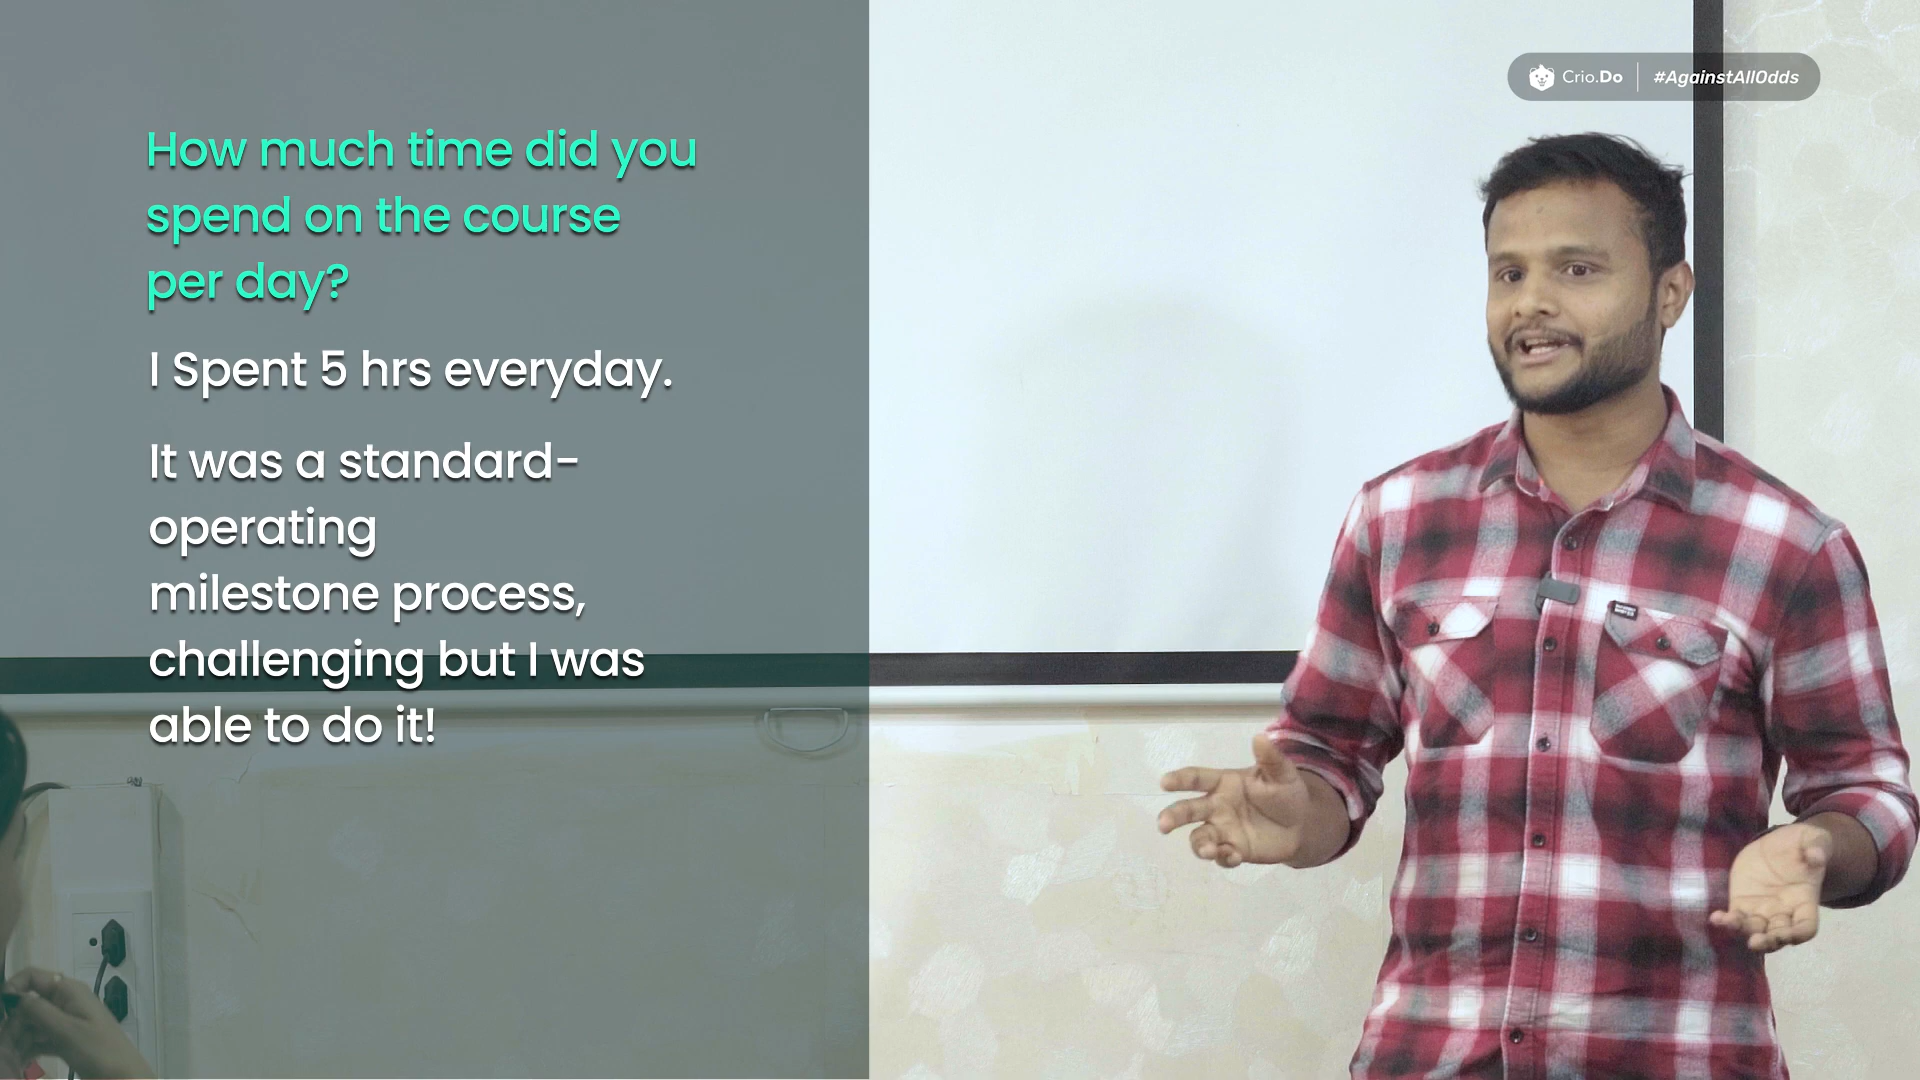 Crio.Do | #AgainstAllOdds
How much time did you
spend on the course
per day?
I Spent 5 hrs everyday.
It was a standard-
operating
milestone process,
challenging but I was
able to do it!